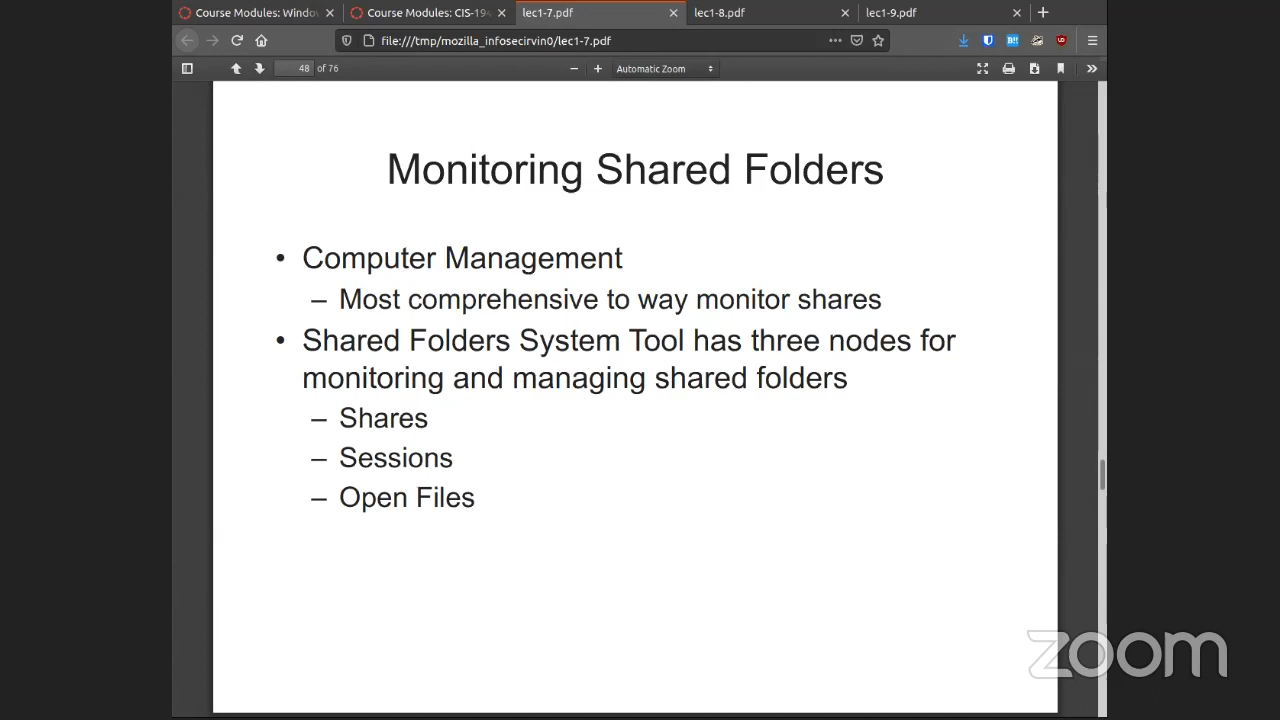 Course Modules: Windo
Course Modules: CIS-194
lec1-7.pdf
lec1-8.pdf
lec1-9.pdf
file:///tmp/mozilla_infosecirvin0/lec1-7.pdf
48 of 76
Automatic Zoom
Monitoring Shared Folders
• Computer Management
– Most comprehensive to way monitor shares
• Shared Folders System Tool has three nodes for
monitoring and managing shared folders
– Shares
– Sessions
– Open Files
zoom